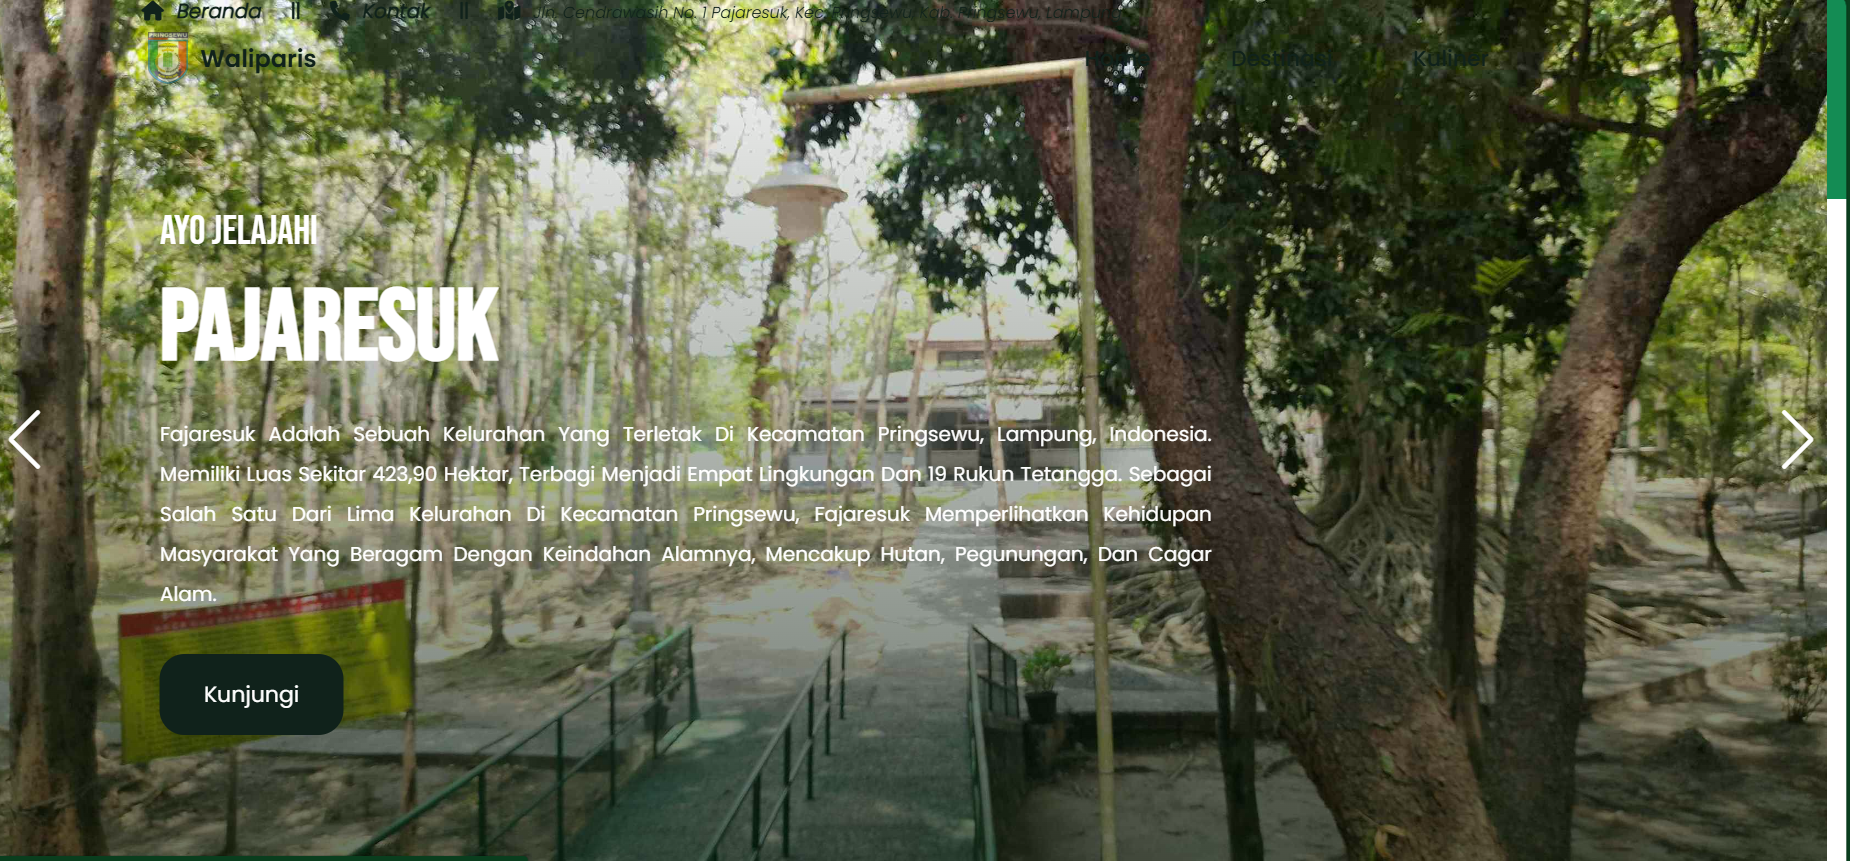 Beranda || Kontak || Jln. Cendrawasih No. 1 Pajaresuk, Kec. Pringsewu, Kab. Pringsewu, Lampung
PRINGSEWU
Waliparis
Destinasi Kuliner
AYO JELAJAHI
PAJARESUK
Fajaresuk Adalah Sebuah Kelurahan Yang Terletak Di Kecamatan Pringsewu, Lampung, Indonesia.
Memiliki Luas Sekitar 423,90 Hektar, Terbagi Menjadi Empat Lingkungan Dan 19 Rukun Tetangga. Sebagai
Salah Satu Dari Lima Kelurahan Di Kecamatan Pringsewu, Fajaresuk Memperlihatkan Kehidupan
Masyarakat Yang Beragam Dengan Keindahan Alamnya, Mencakup Hutan, Pegunungan, Dan Cagar
Alam.
Kunjungi